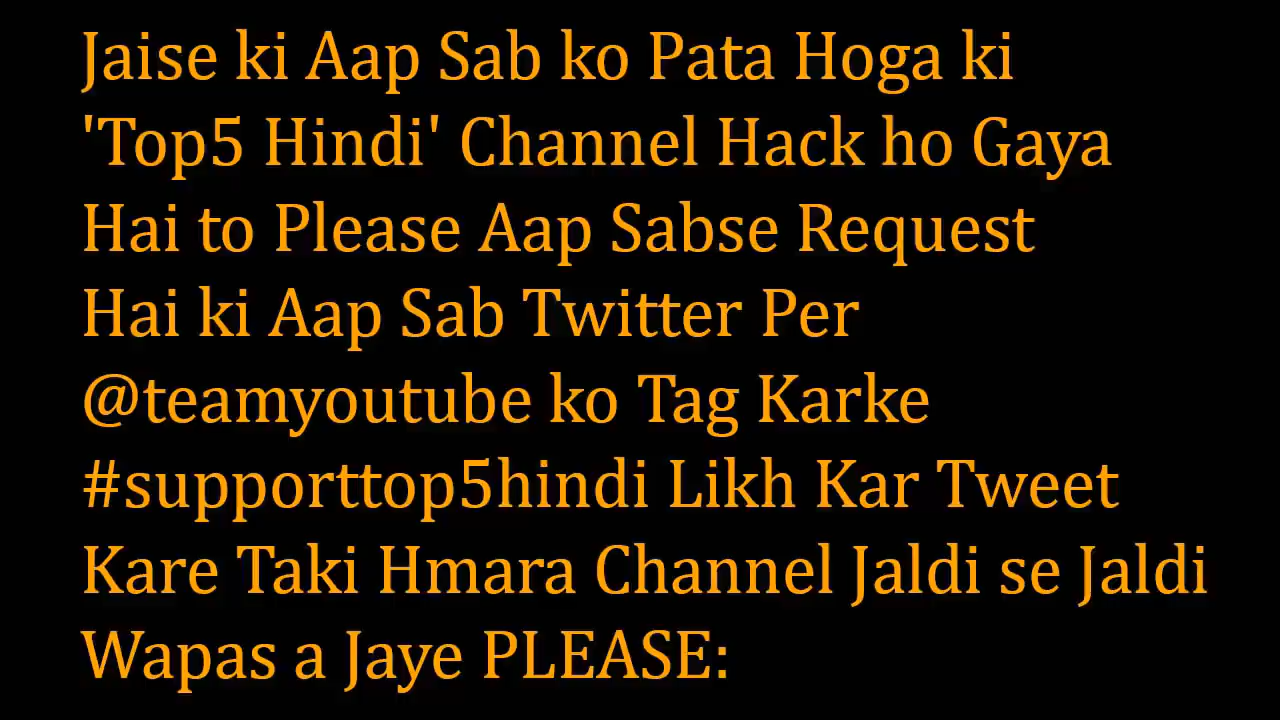 Jaise ki Aap Sab ko Pata Hoga ki
'Top5 Hindi' Channel Hack ho Gaya
Hai to Please Aap Sabse Request
Hai ki Aap Sab Twitter Per
@teamyoutube ko Tag Karke
#supporttop5hindi Likh Kar Tweet
Kare Taki Hmara Channel Jaldi se Jaldi
Wapas a Jaye PLEASE: